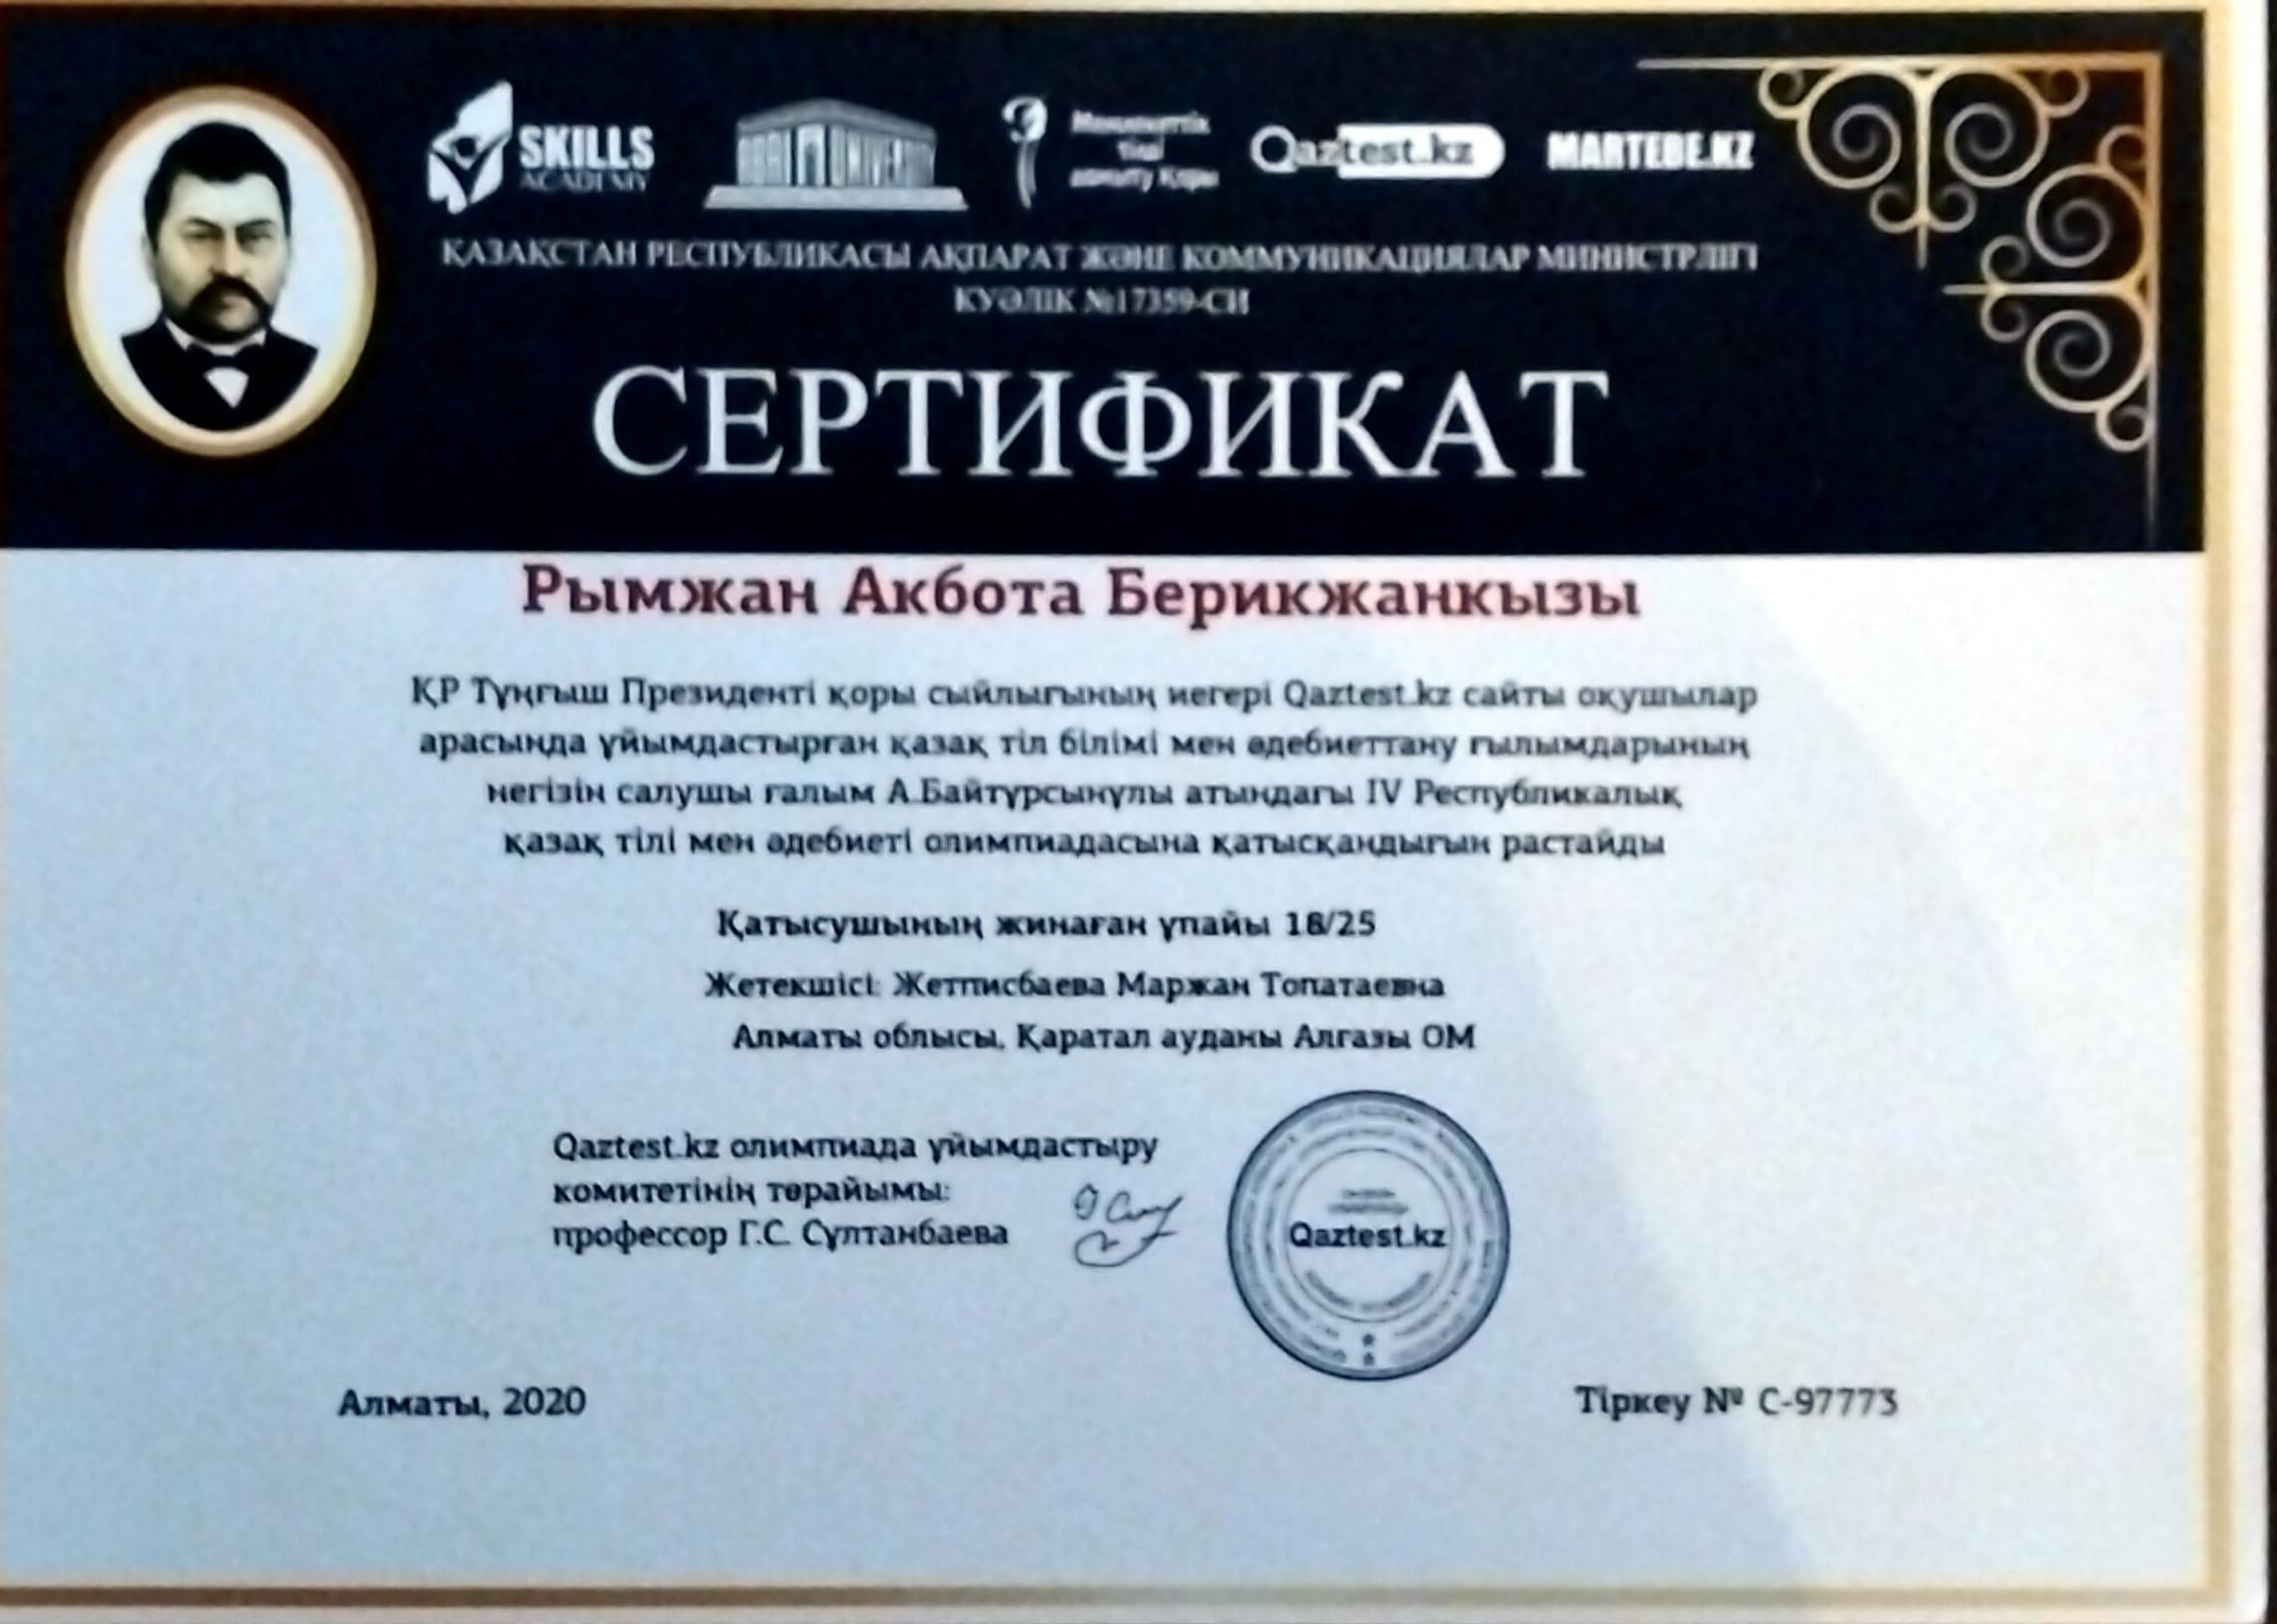 SKILLS
ACADEMY
Мемлекеттік
тілді
дамыту Қоры
Qaztest.kz
MARTEBE.KZ
ҚАЗАҚСТАН РЕСПУБЛИКАСЫ АҚПАРАТ ЖӘНЕ КОММУНИКАЦИЯЛАР МИНИСТРЛІГІ
КУӘЛІК №17359-СИ
СЕРТИФИКАТ
Рымжан Акбота Берикжанкызы
ҚР Тұңғыш Президенті қоры сыйлығының иегері Qaztest.kz сайты оқушылар
арасында ұйымдастырған қазақ тіл білімі мен әдебиеттану ғылымдарының
негізін салушы ғалым А.Байтұрсынұлы атындағы IV Республикалық
қазақ тілі мен әдебиеті олимпиадасына қатысқандығын растайды
Қатысушының жинаған ұпайы 18/25
Жетекшісі: Жетписбаева Маржан Топатаевна
Алматы облысы, Қаратал ауданы Алгазы ОМ
Qaztest.kz олимпиада ұйымдастыру
комитетінің төрайымы:
профессор Г.С. Сұлтанбаева
Qaztest.kz
Алматы, 2020
Тіркеу № С-97773